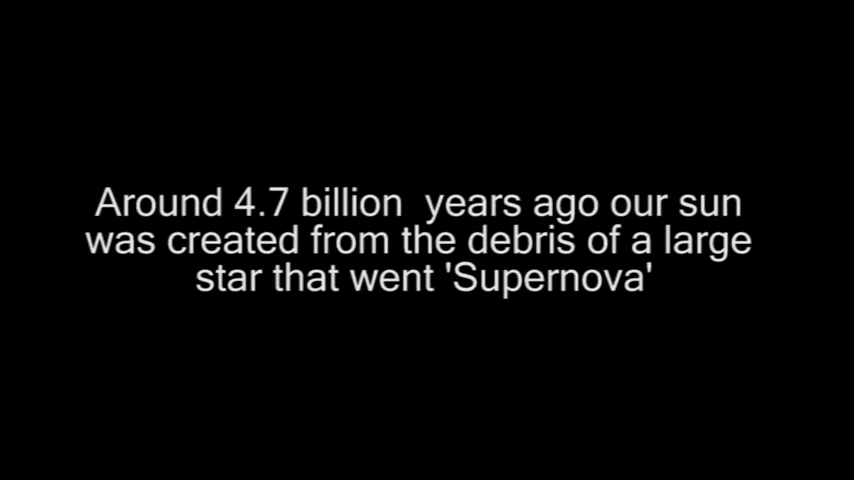 Around 4.7 billion  years ago our sun
was created from the debris of a large
star that went 'Supernova'